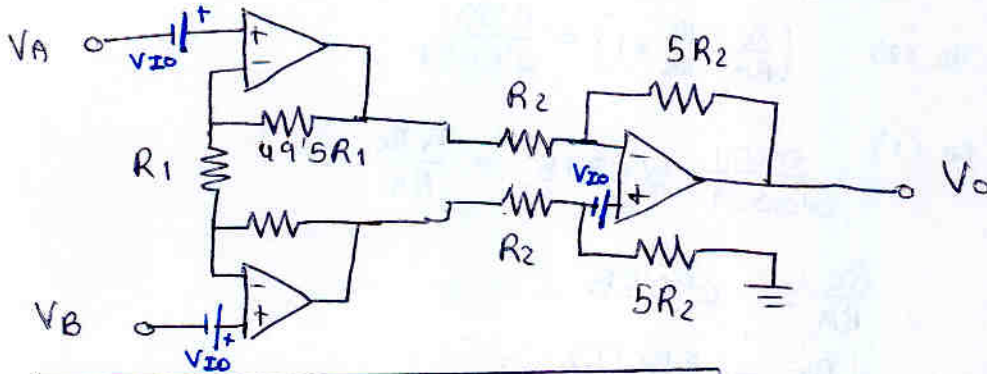 VA
+
VIO
+
-
49'5R1
R1
R2
5R2
-
VIO
+
VO
R2
5R2
VB
-
+
VIO
+